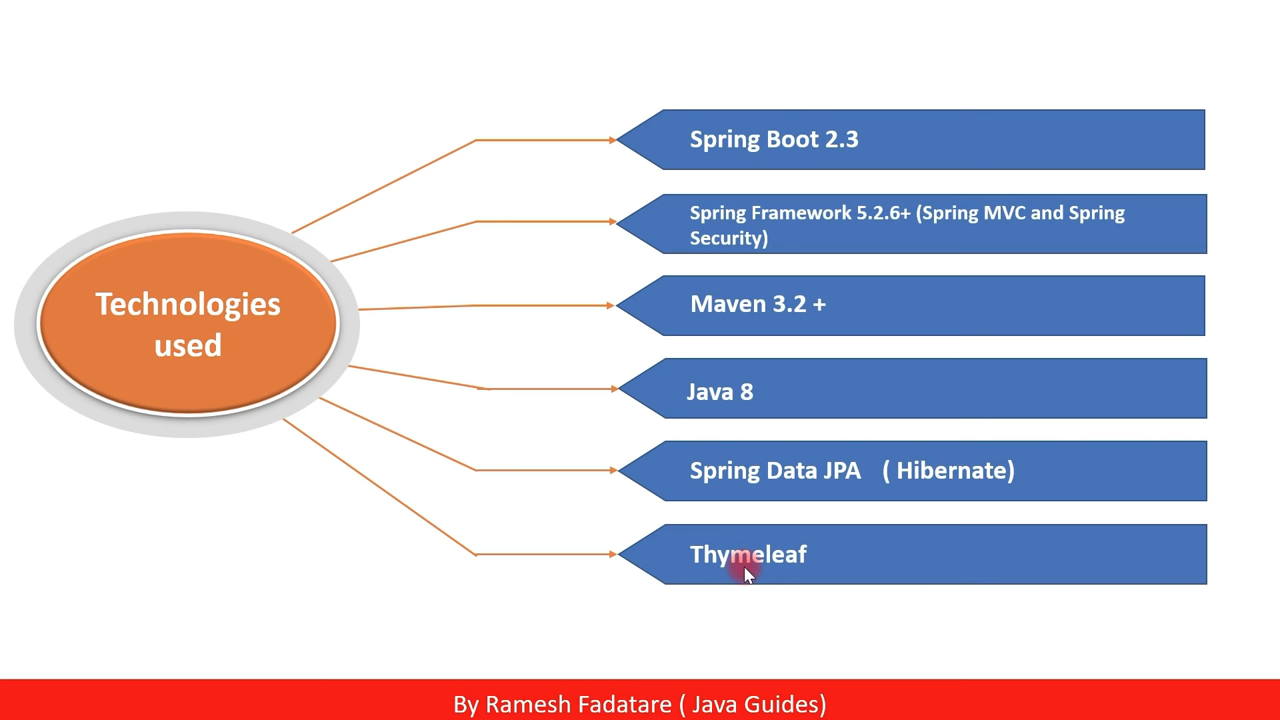 Technologies
used
Spring Boot 2.3
Spring Framework 5.2.6+ (Spring MVC and Spring
Security)
Maven 3.2 +
Java 8
Spring Data JPA ( Hibernate)
Thymeleaf
By Ramesh Fadatare ( Java Guides)